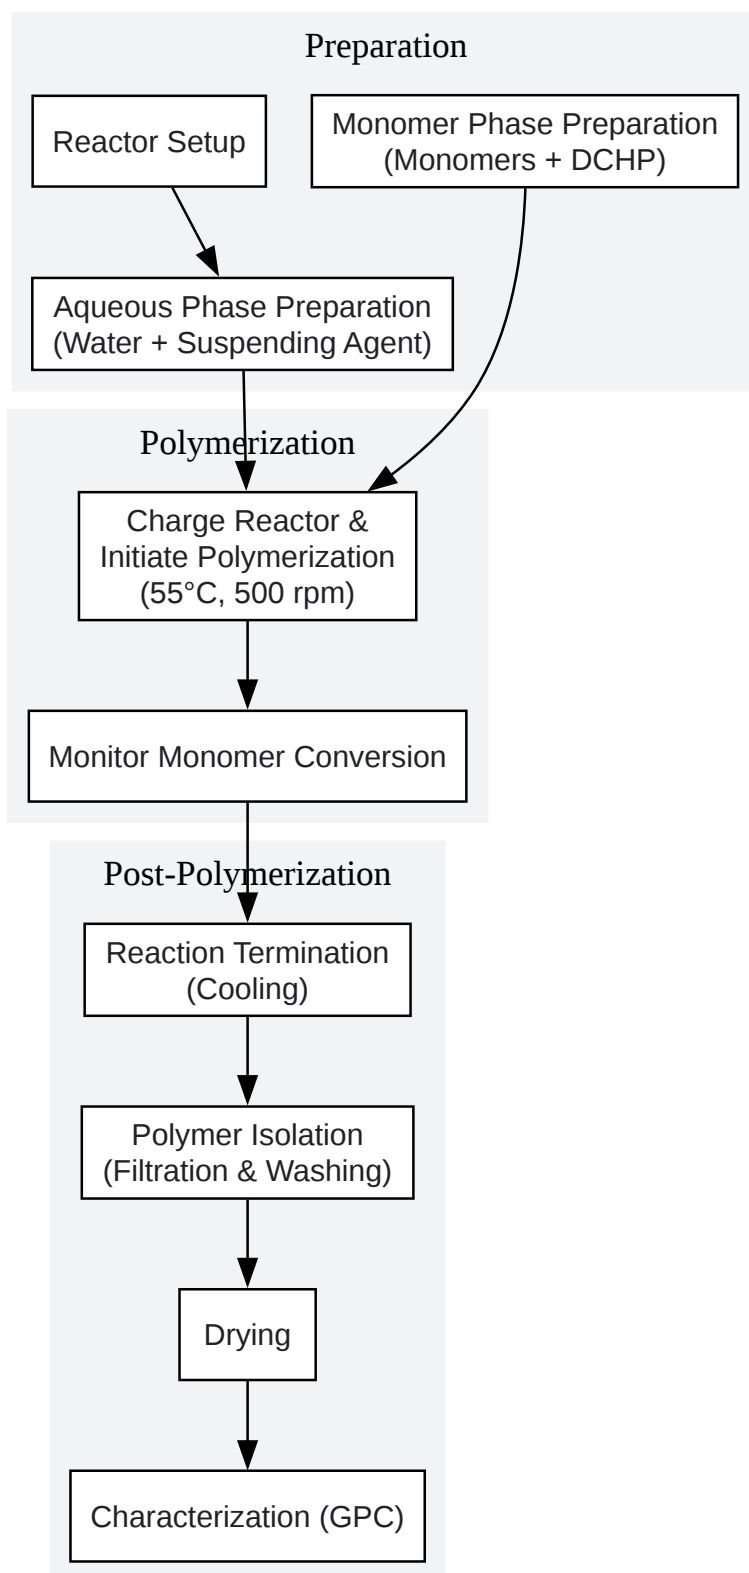 Preparation
Reactor Setup
Monomer Phase Preparation
(Monomers + DCHP)
Aqueous Phase Preparation
(Water + Suspending Agent)
Polymerization
Charge Reactor &
Initiate Polymerization
(55°C, 500 rpm)
Monitor Monomer Conversion
Post-Polymerization
Reaction Termination
(Cooling)
Polymer Isolation
(Filtration & Washing)
Drying
Characterization (GPC)